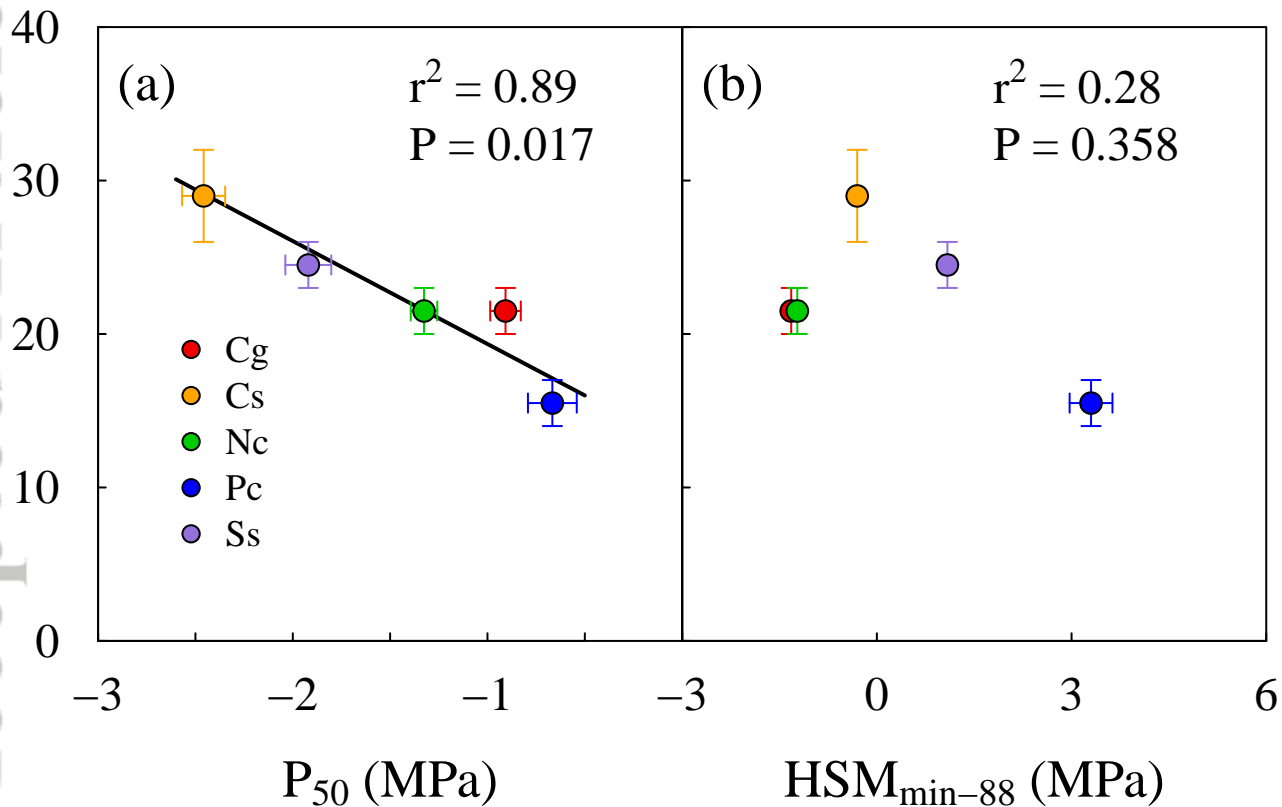 40
30
20
10
0
(a)
r² = 0.89
P = 0.017
Cg
Cs
Nc
Pc
Ss
−3
−2
−1
P₅₀ (MPa)
(b)
r² = 0.28
P = 0.358
−3
0
3
6
HSMmin−88 (MPa)